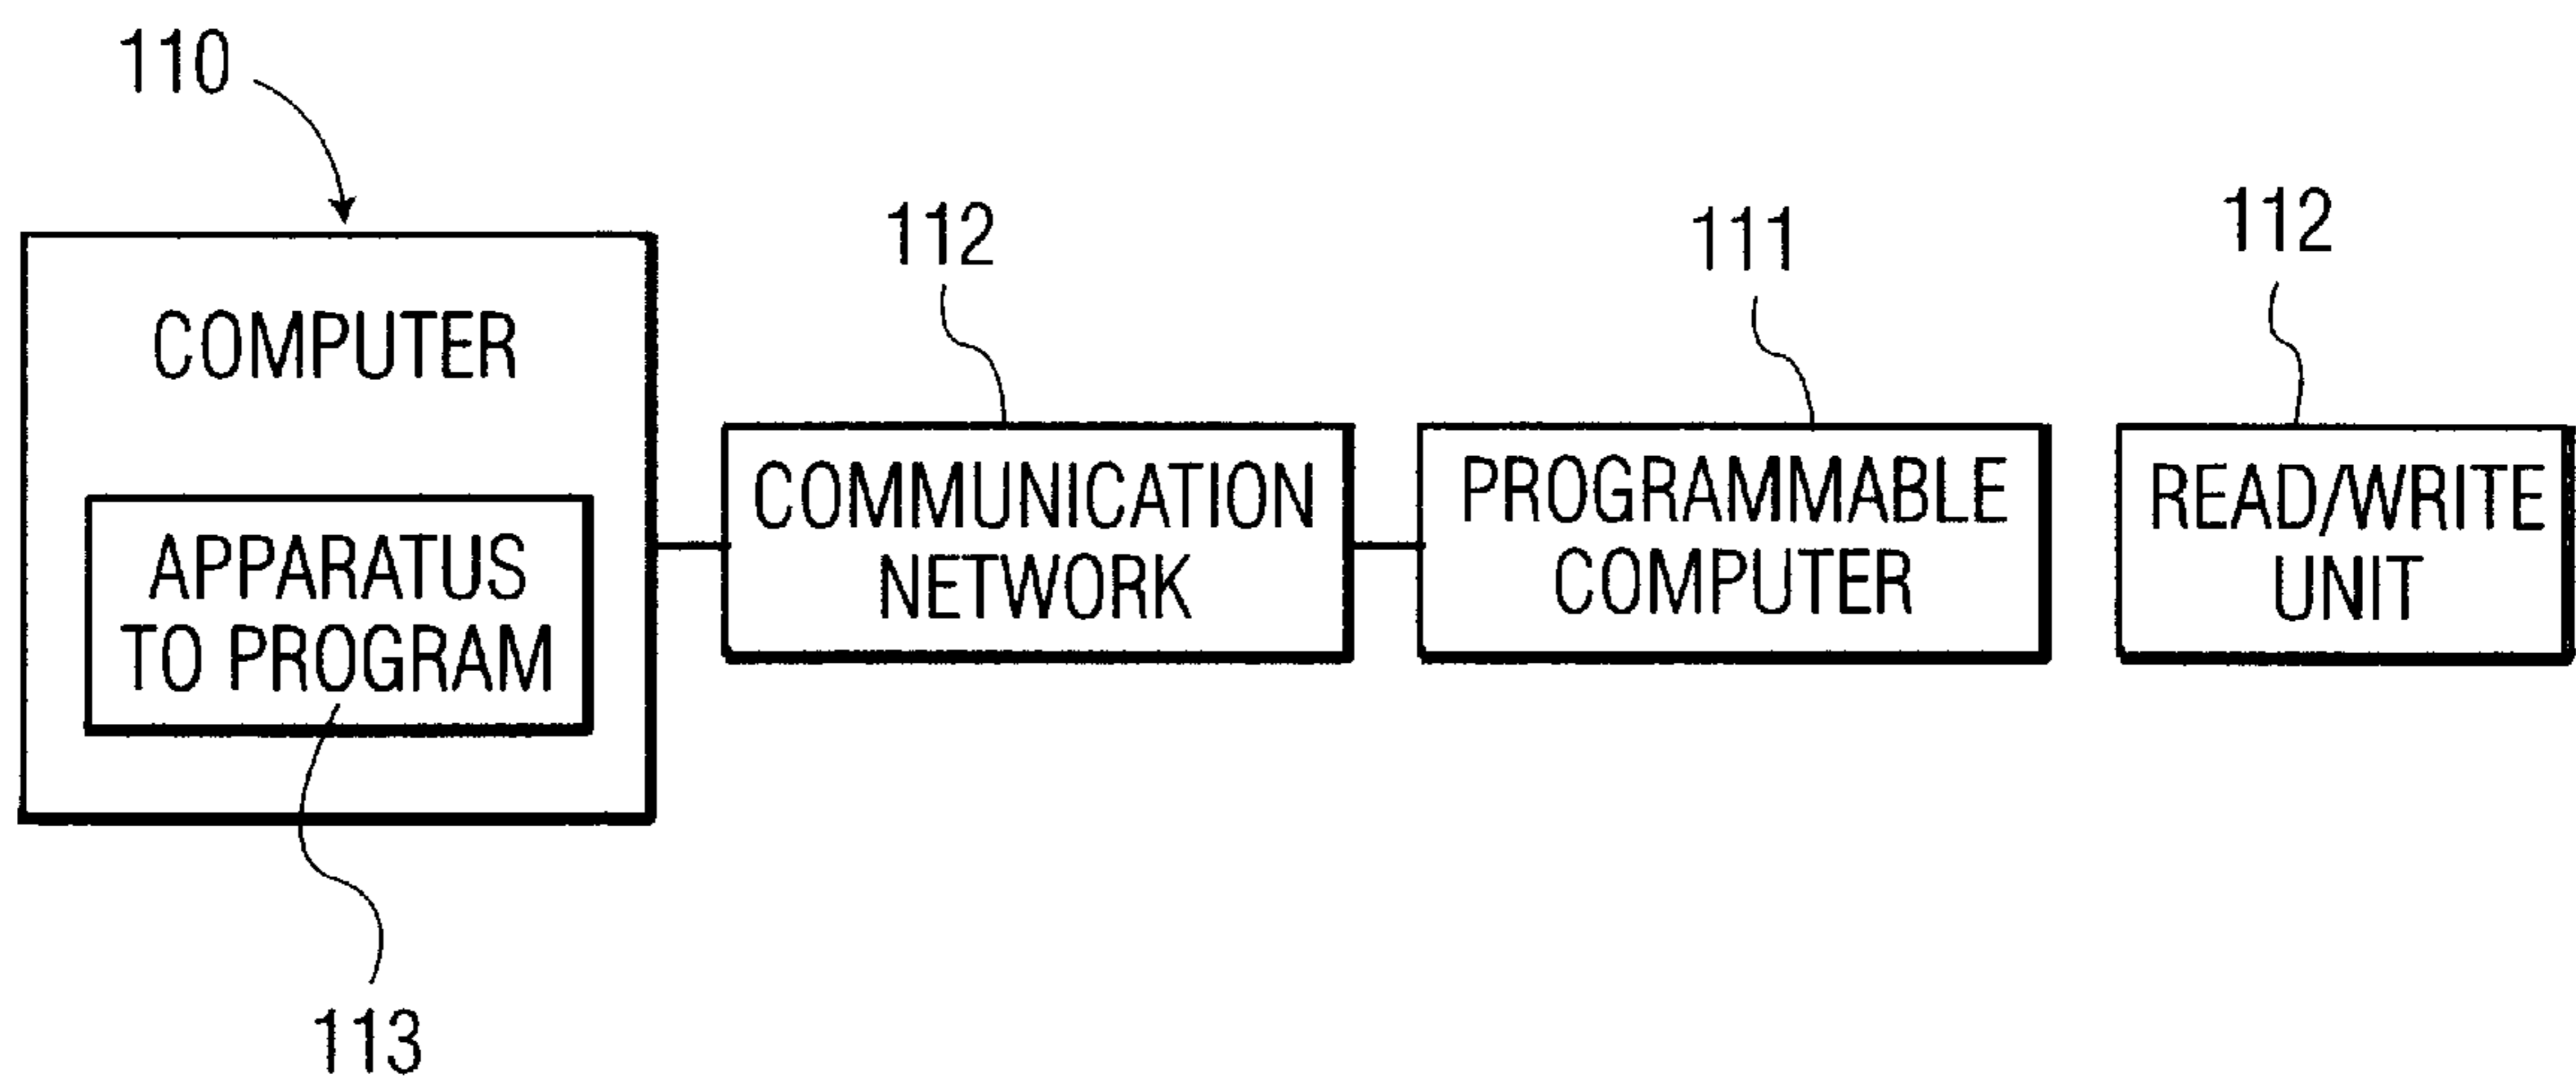 110
112
111
112
COMPUTER
APPARATUS
TO PROGRAM
COMMUNICATION
NETWORK
PROGRAMMABLE
COMPUTER
READ/WRITE
UNIT
113